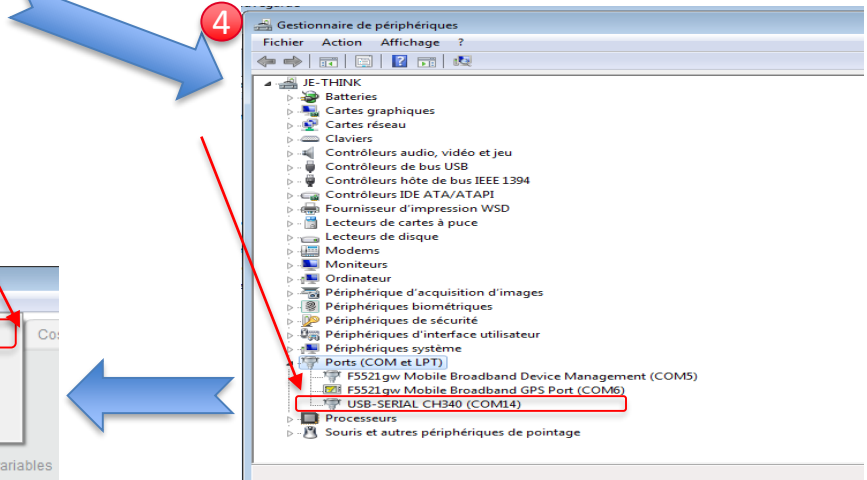 4
Gestionnaire de périphériques
Fichier Action Affichage ?
JE-THINK
Batteries
Cartes graphiques
Cartes réseau
Claviers
Contrôleurs audio, vidéo et jeu
Contrôleurs de bus USB
Contrôleurs hôte de bus IEEE 1394
Contrôleurs IDE ATA/ATAPI
Fournisseur d'impression WSD
Lecteurs de cartes à puce
Lecteurs de disque
Modems
Moniteurs
Ordinateur
Périphérique d'acquisition d'images
Périphériques biométriques
Périphériques de sécurité
Périphériques d'interface utilisateur
Périphériques système
Ports (COM et LPT)
F5521gw Mobile Broadband Device Management (COM5)
F5521gw Mobile Broadband GPS Port (COM6)
USB-SERIAL CH340 (COM14)
Processeurs
Souris et autres périphériques de pointage